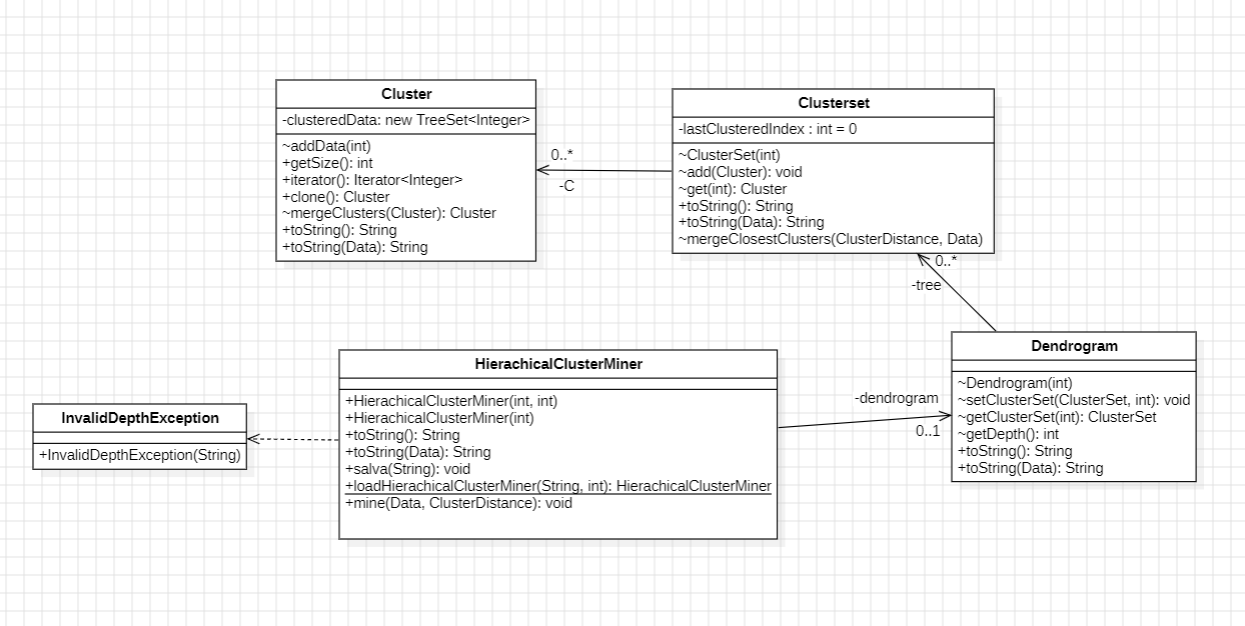 Cluster
-clusteredData: new TreeSet<Integer>
~addData(int)
+getSize(): int
+iterator(): Iterator<Integer>
+clone(): Cluster
~mergeClusters(Cluster): Cluster
+toString(): String
+toString(Data): String
0..*
-C
Clusterset
-lastClusteredIndex : int = 0
~ClusterSet(int)
~add(Cluster): void
~get(int): Cluster
+toString(): String
+toString(Data): String
~mergeClosestClusters(ClusterDistance, Data)
0..*
-tree
Dendrogram
~Dendrogram(int)
~setClusterSet(ClusterSet, int): void
~getClusterSet(int): ClusterSet
~getDepth(): int
+toString(): String
+toString(Data): String
HierachicalClusterMiner
+HierachicalClusterMiner(int, int)
+HierachicalClusterMiner(int)
+toString(): String
+toString(Data): String
+salva(String): void
+loadHierachicalClusterMiner(String, int): HierachicalClusterMiner
+mine(Data, ClusterDistance): void
-dendrogram
0..1
InvalidDepthException
+InvalidDepthException(String)